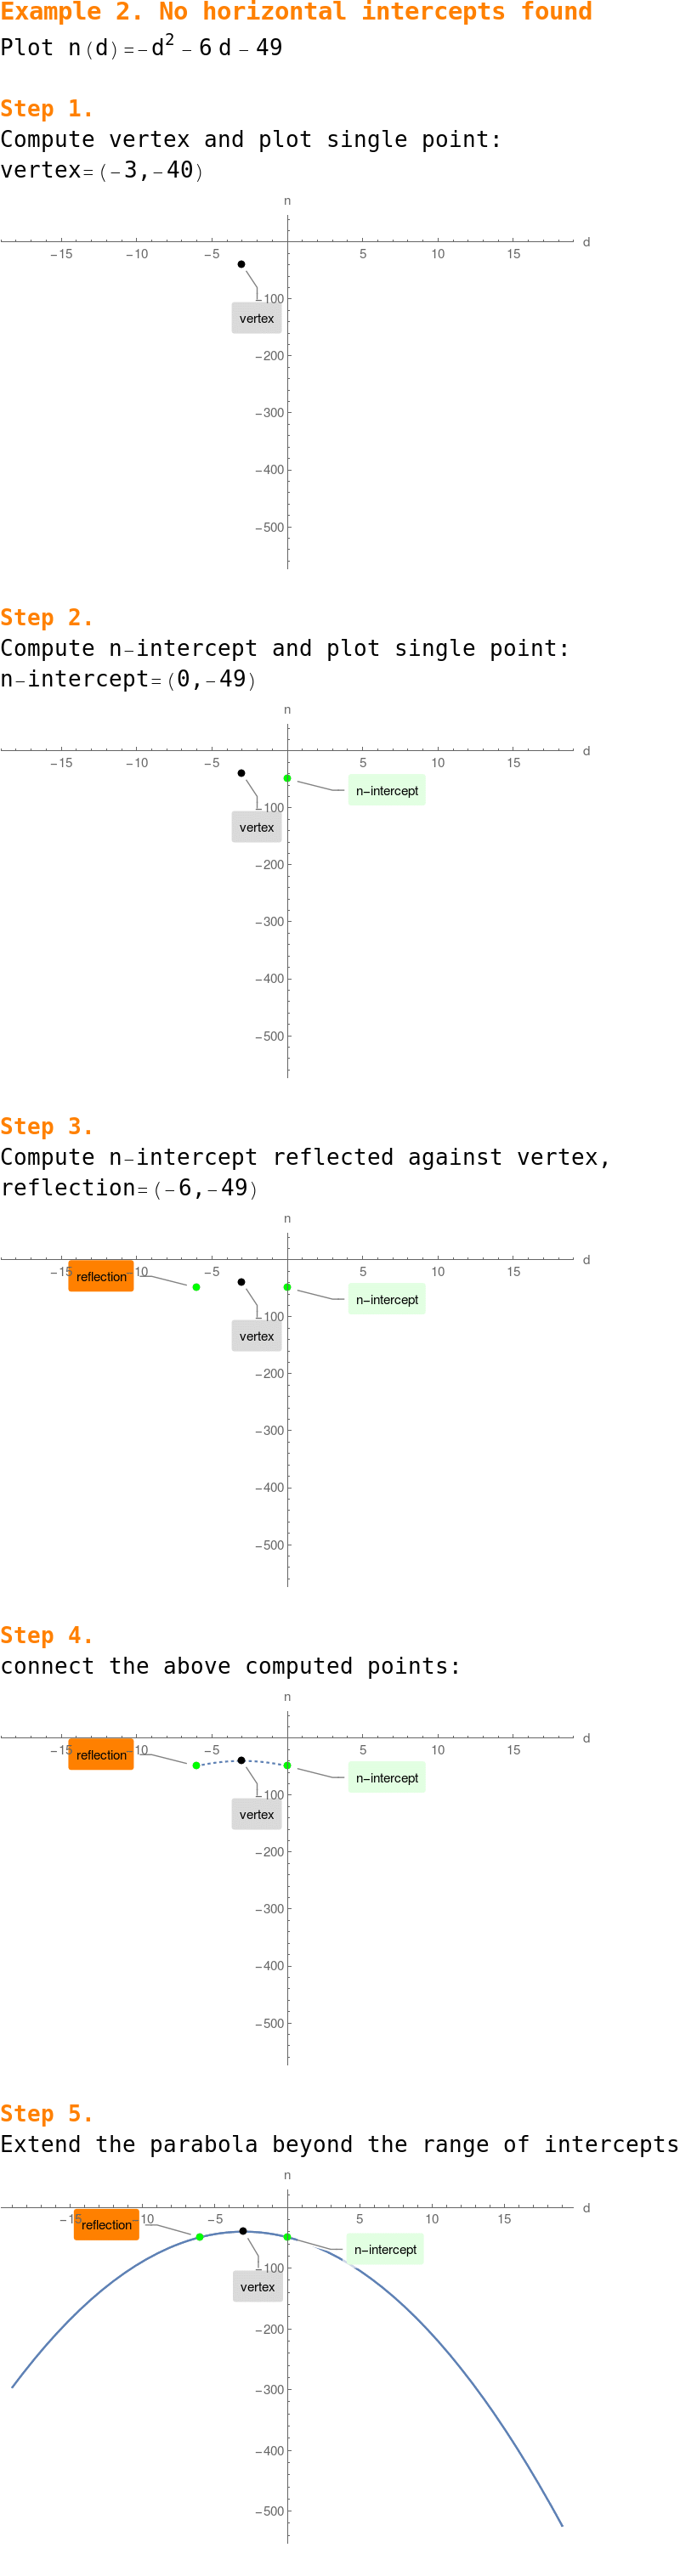 Example 2. No horizontal intercepts found
Plot n(d)=-d² - 6 d - 49
Step 1.
Compute vertex and plot single point:
vertex=(-3,-40)
n
d
-15 -10 -5 5 10 15
-100
vertex
-200
-300
-400
-500
Step 2.
Compute n-intercept and plot single point:
n-intercept=(0,-49)
n
d
-15 -10 -5 5 10 15
n-intercept
-100
vertex
-200
-300
-400
-500
Step 3.
Compute n-intercept reflected against vertex,
reflection=(-6,-49)
n
d
-15 -10 -5 5 10 15
reflection
n-intercept
-100
vertex
-200
-300
-400
-500
Step 4.
connect the above computed points:
n
d
-15 -10 -5 5 10 15
reflection
n-intercept
-100
vertex
-200
-300
-400
-500
Step 5.
Extend the parabola beyond the range of intercepts
n
d
-15 -10 -5 5 10 15
reflection
n-intercept
-100
vertex
-200
-300
-400
-500